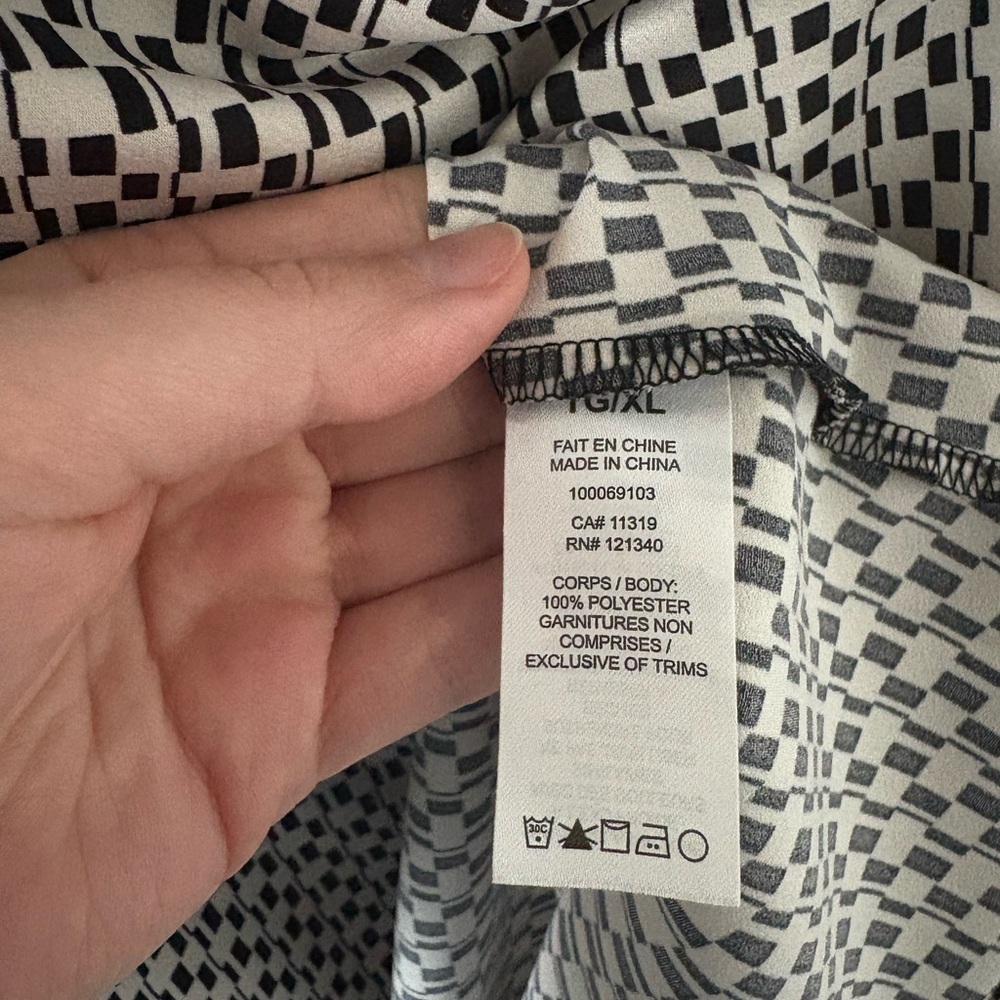 TG/XL
FAIT EN CHINE
MADE IN CHINA
100069103
CA# 11319
RN# 121340
CORPS / BODY:
100% POLYESTER
GARNITURES NON
COMPRISES /
EXCLUSIVE OF TRIMS
30C